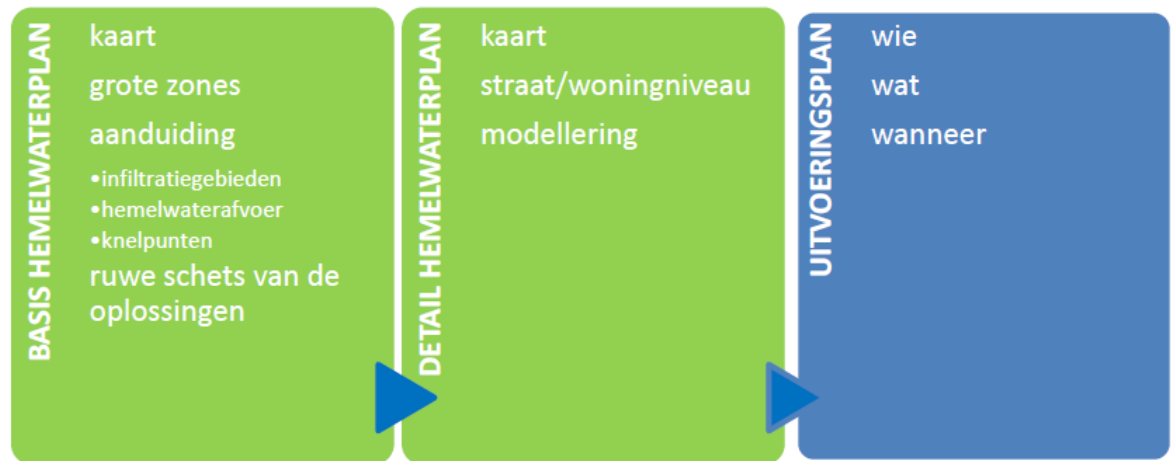 BASIS HEMELWATERPLAN
kaart
grote zones
aanduiding
•infiltratiegebieden
•hemelwaterafvoer
•knelpunten
ruwe schets van de
oplossingen
DETAIL HEMELWATERPLAN
kaart
straat/woningniveau
modellering
UITVOERINGSPLAN
wie
wat
wanneer